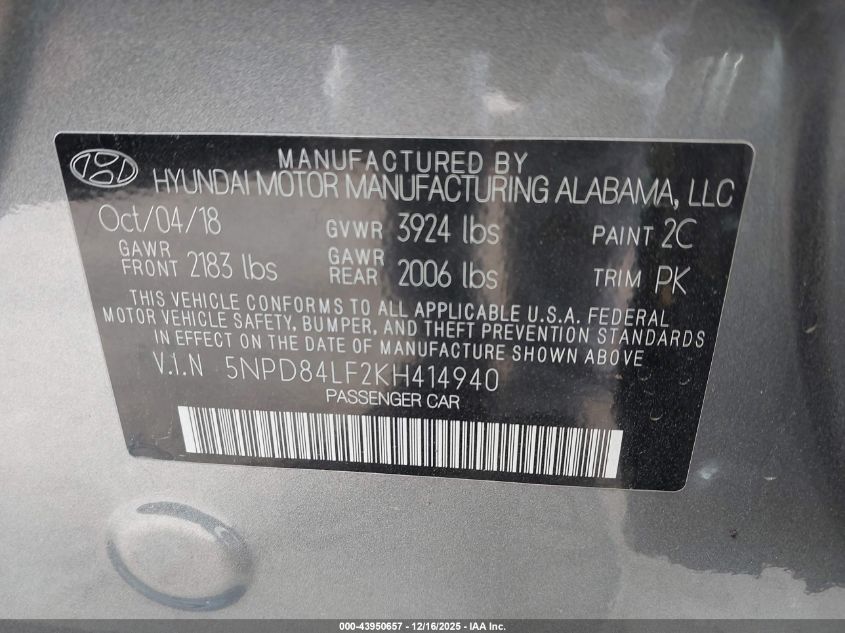 MANUFACTURED BY
HYUNDAI MOTOR MANUFACTURING ALABAMA, LLC
Oct/04/18 GVWR 3924 lbs PAINT 2C
GAWR FRONT 2183 lbs GAWR REAR 2006 lbs TRIM PK
THIS VEHICLE CONFORMS TO ALL APPLICABLE U.S.A. FEDERAL
MOTOR VEHICLE SAFETY, BUMPER, AND THEFT PREVENTION STANDARDS
IN EFFECT ON THE DATE OF MANUFACTURE SHOWN ABOVE
V.I.N 5NPD84LF2KH414940
PASSENGER CAR
000-43950657 - 12/16/2025 - IAA Inc.